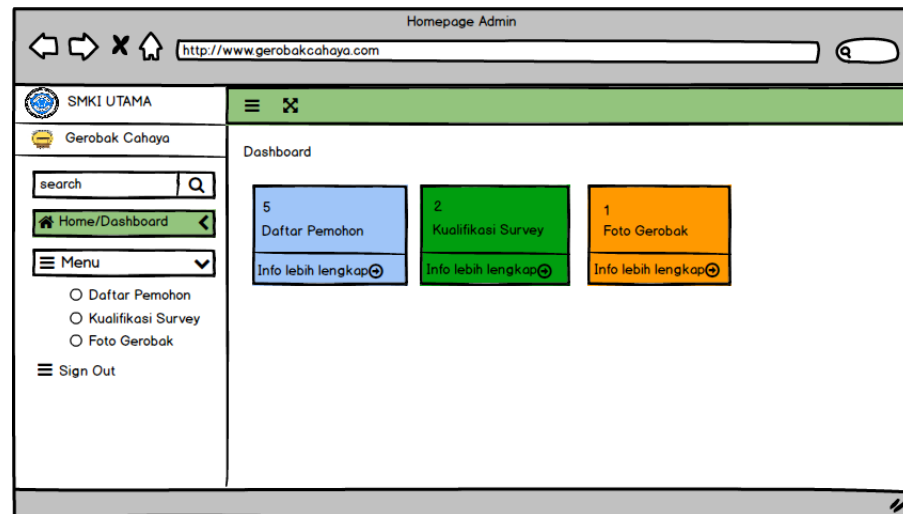 Homepage Admin
http://www.gerobakcahaya.com
SMKI UTAMA
Gerobak Cahaya
search
Home/Dashboard
Menu
Daftar Pemohon
Kualifikasi Survey
Foto Gerobak
Sign Out
Dashboard
5
Daftar Pemohon
Info lebih lengkap
2
Kualifikasi Survey
Info lebih lengkap
1
Foto Gerobak
Info lebih lengkap